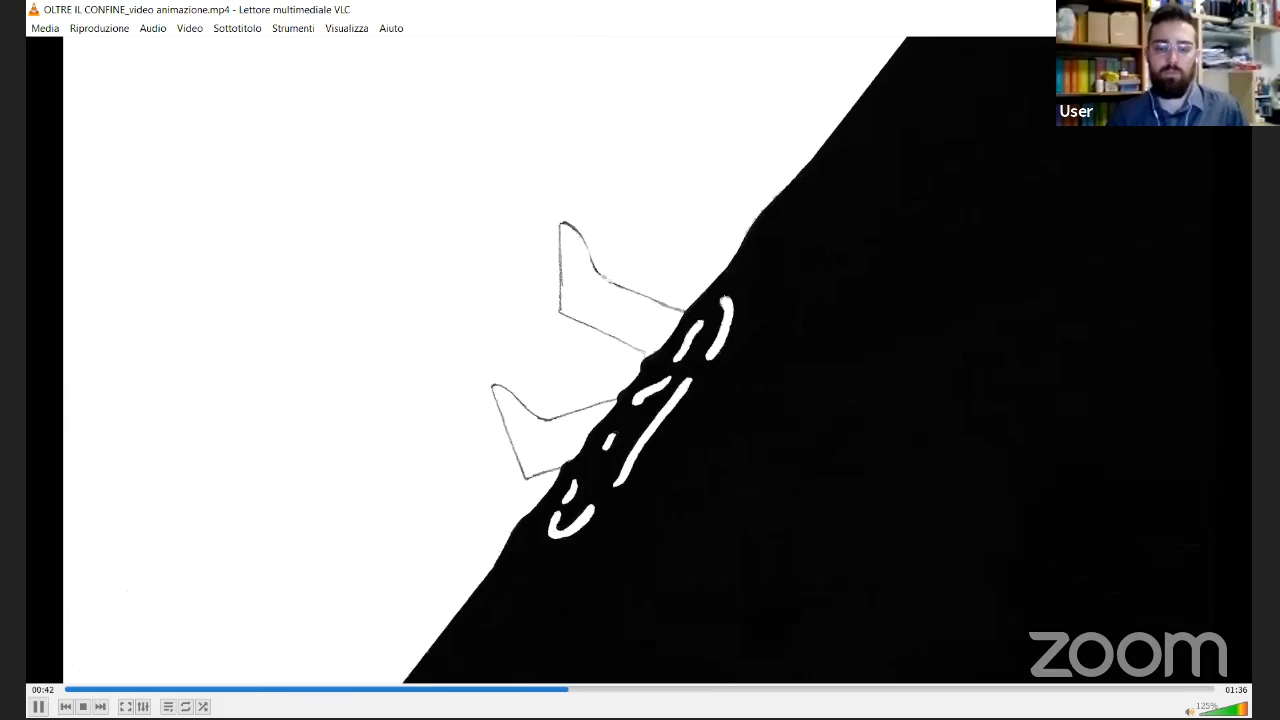 OLTRE IL CONFINE_video animazione.mp4 - Lettore multimediale VLC
Media Riproduzione Audio Video Sottotitolo Strumenti Visualizza Aiuto
User
zoom
00:42
01:36
125%